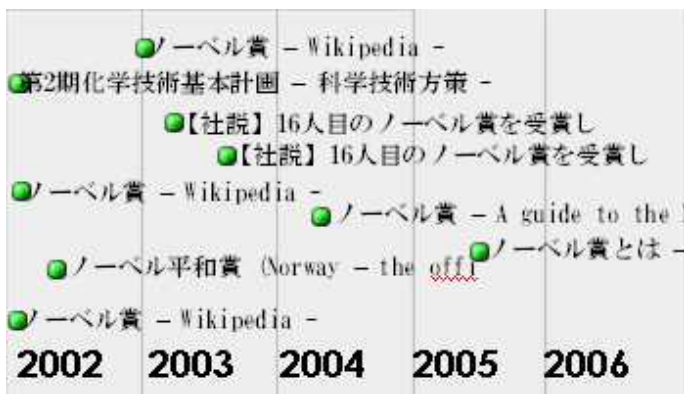 ノーベル賞 – Wikipedia -
第2期化学技術基本計画 – 科学技術方策 -
【社説】16人目のノーベル賞を受賞し
【社説】16人目のノーベル賞を受賞し
ノーベル賞 – Wikipedia -
ノーベル賞 – A guide to the
ノーベル賞とは -
ノーベル平和賞 (Norway – the offi
ノーベル賞 – Wikipedia -
2002 2003 2004 2005 2006